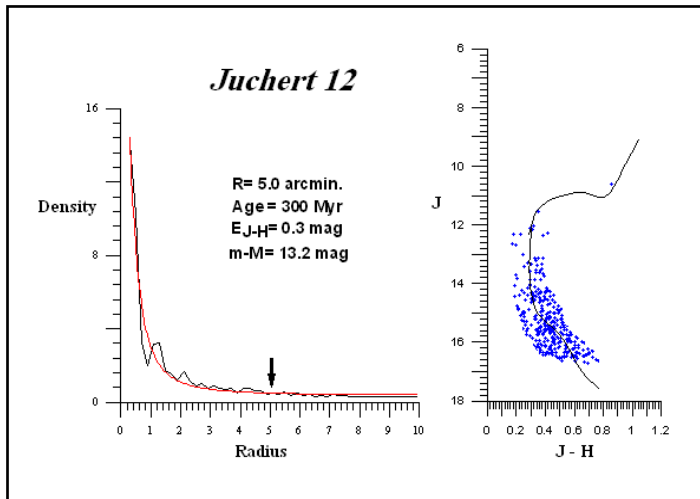 Juchert 12
16
Density
8
0
0 1 2 3 4 5 6 7 8 9 10
Radius
R= 5.0 arcmin.
Age= 300 Myr
E J-H= 0.3 mag
m-M= 13.2 mag
6
8
10
J
12
14
16
18
0 0.2 0.4 0.6 0.8 1 1.2
J - H